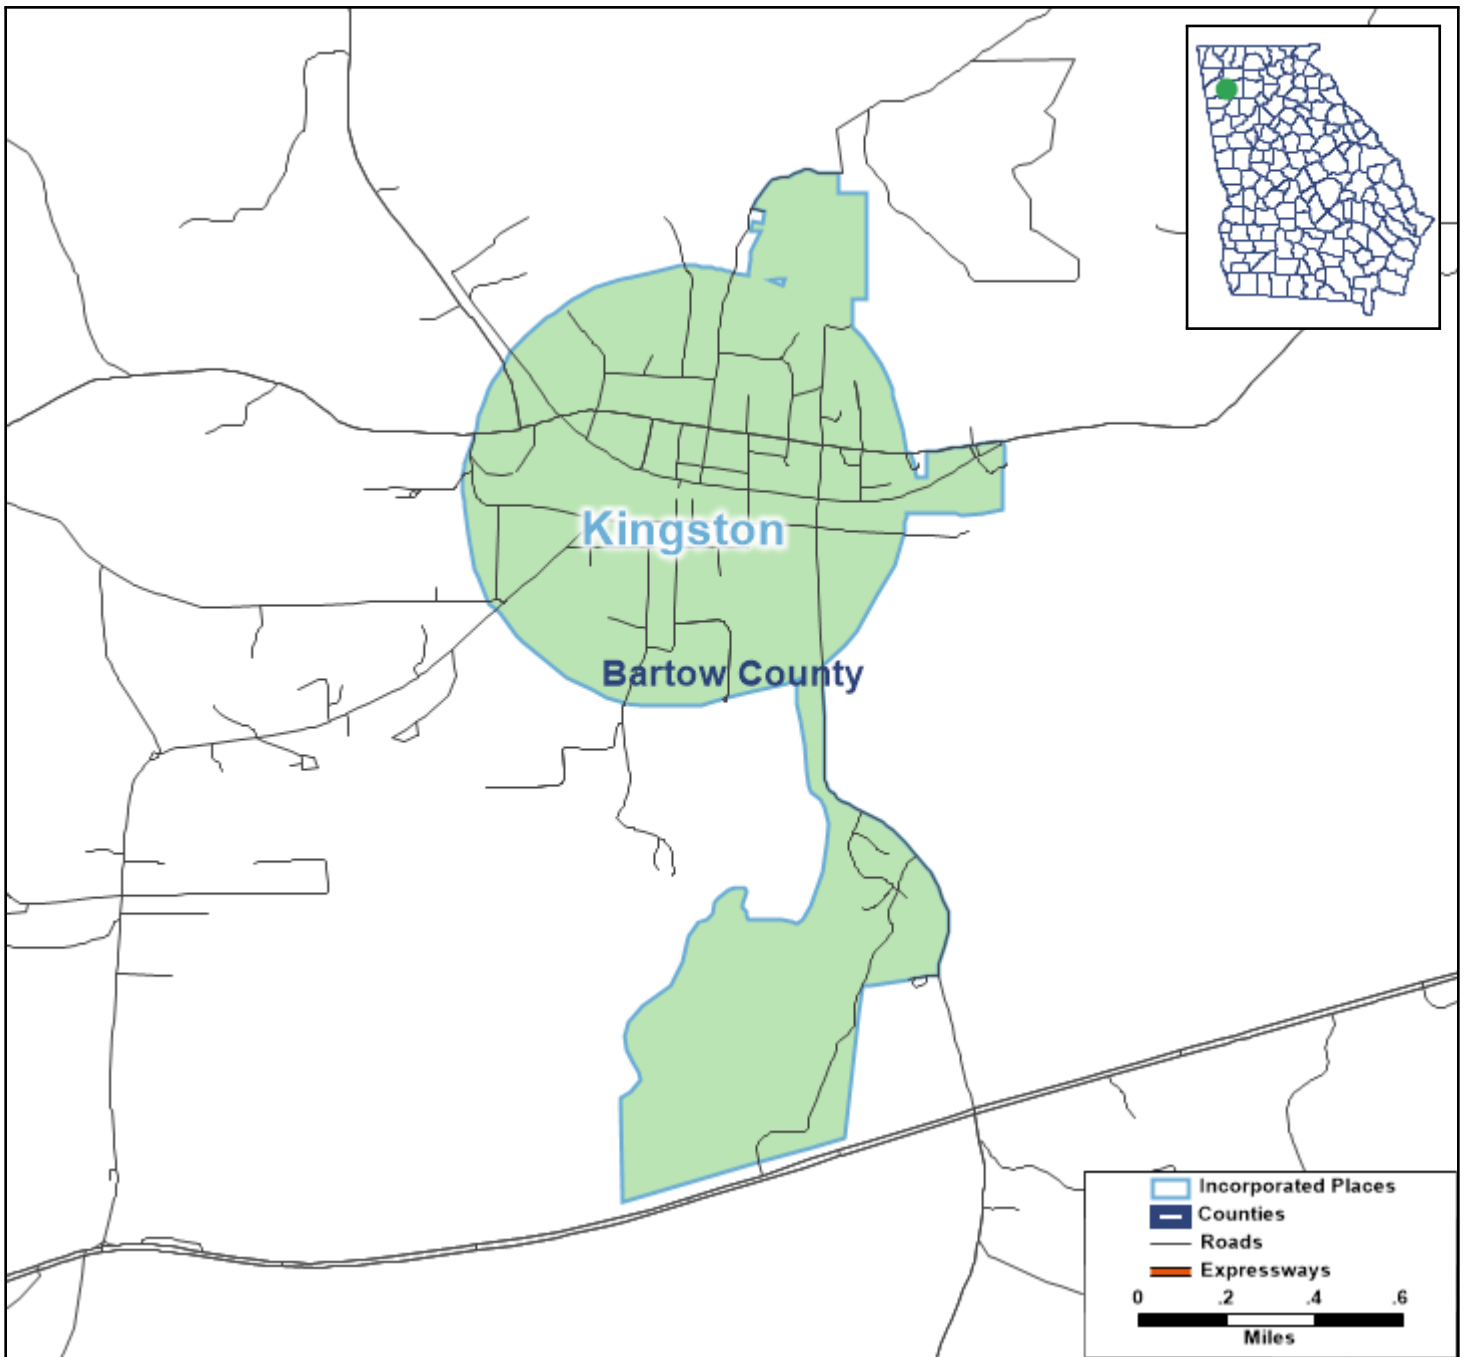 Kingston
Bartow County
Incorporated Places
Counties
Roads
Expressways
0 .2 .4 .6
Miles